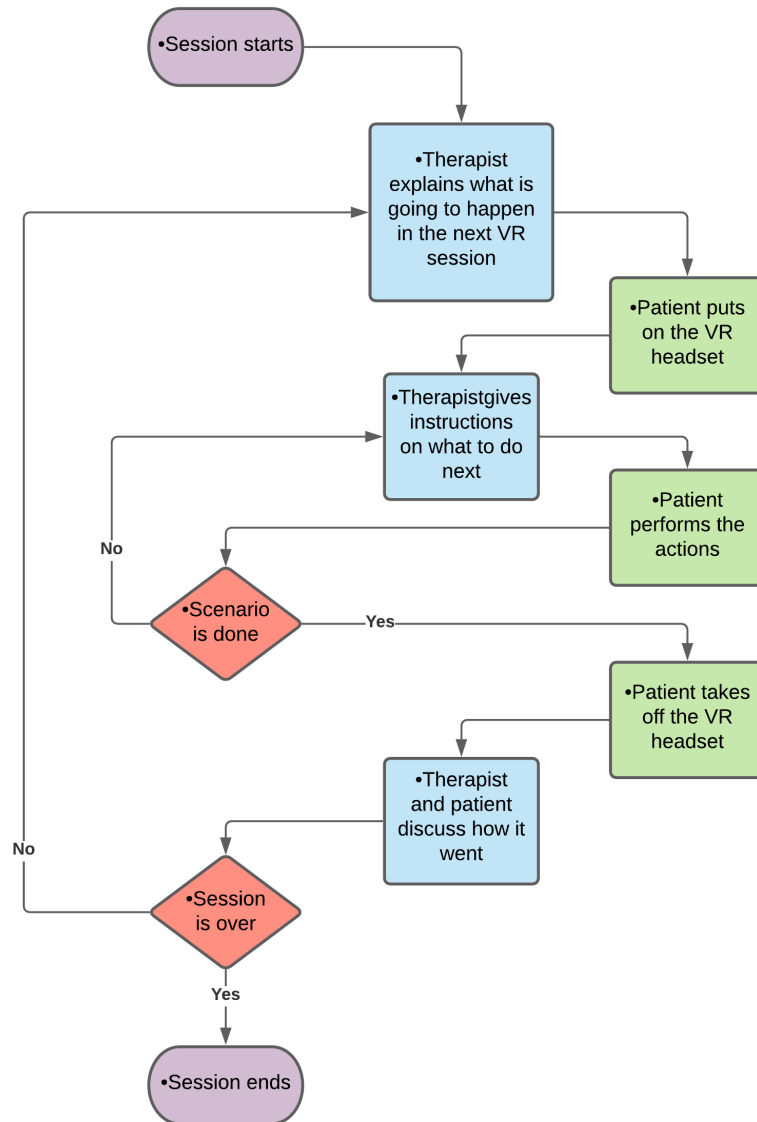 •Session starts
•Therapist
explains what is
going to happen
in the next VR
session
•Patient puts
on the VR
headset
•Therapistgives
instructions
on what to do
next
•Patient
performs the
actions
No
•Scenario
is done
Yes
•Patient takes
off the VR
headset
•Therapist
and patient
discuss how it
went
No
•Session
is over
Yes
•Session ends